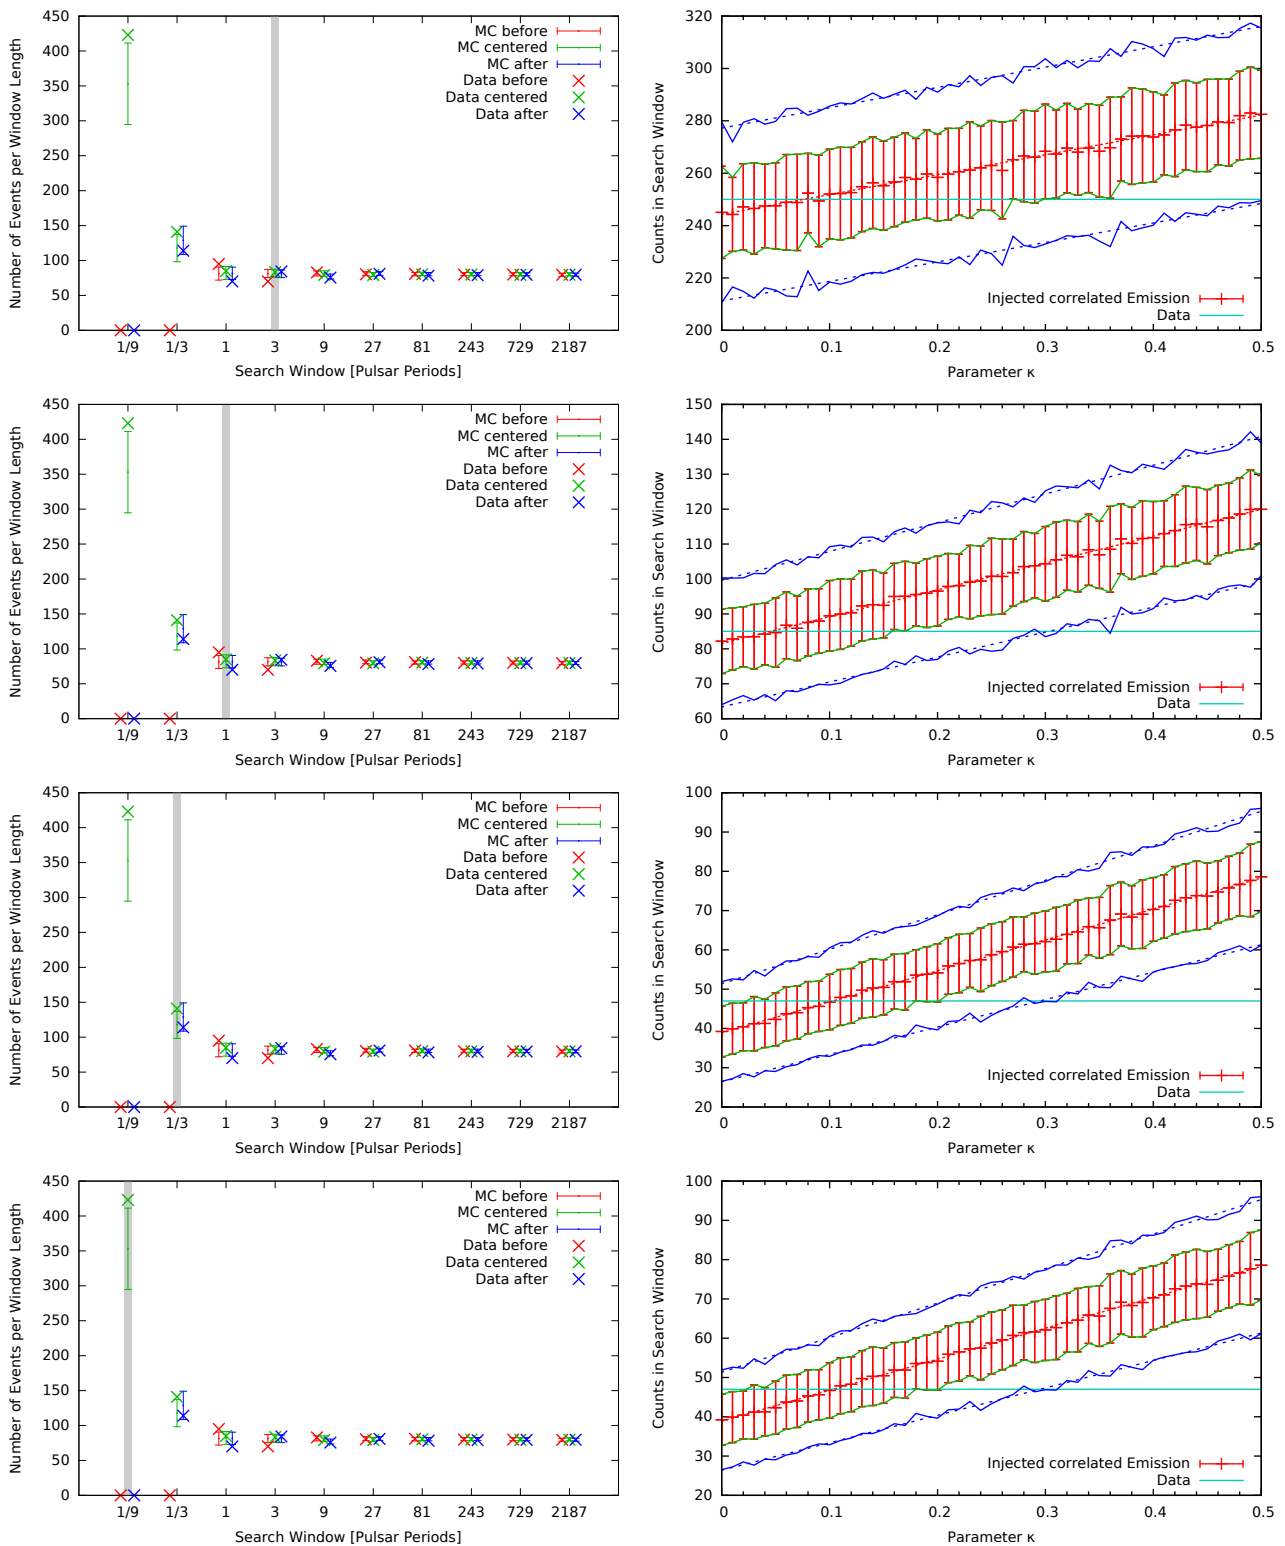 450
400
350
300
250
200
150
100
50
0
Number of Events per Window Length
MC before
MC centered
MC after
Data before
Data centered
Data after
1/9 1/3 1 3 9 27 81 243 729 2187
Search Window [Pulsar Periods]
320
300
280
260
240
220
200
Counts in Search Window
Injected correlated Emission
Data
0 0.1 0.2 0.3 0.4 0.5
Parameter κ
450
400
350
300
250
200
150
100
50
0
Number of Events per Window Length
MC before
MC centered
MC after
Data before
Data centered
Data after
1/9 1/3 1 3 9 27 81 243 729 2187
Search Window [Pulsar Periods]
150
140
130
120
110
100
90
80
70
60
Counts in Search Window
Injected correlated Emission
Data
0 0.1 0.2 0.3 0.4 0.5
Parameter κ
450
400
350
300
250
200
150
100
50
0
Number of Events per Window Length
MC before
MC centered
MC after
Data before
Data centered
Data after
1/9 1/3 1 3 9 27 81 243 729 2187
Search Window [Pulsar Periods]
100
90
80
70
60
50
40
30
20
Counts in Search Window
Injected correlated Emission
Data
0 0.1 0.2 0.3 0.4 0.5
Parameter κ
450
400
350
300
250
200
150
100
50
0
Number of Events per Window Length
MC before
MC centered
MC after
Data before
Data centered
Data after
1/9 1/3 1 3 9 27 81 243 729 2187
Search Window [Pulsar Periods]
100
90
80
70
60
50
40
30
20
Counts in Search Window
Injected correlated Emission
Data
0 0.1 0.2 0.3 0.4 0.5
Parameter κ